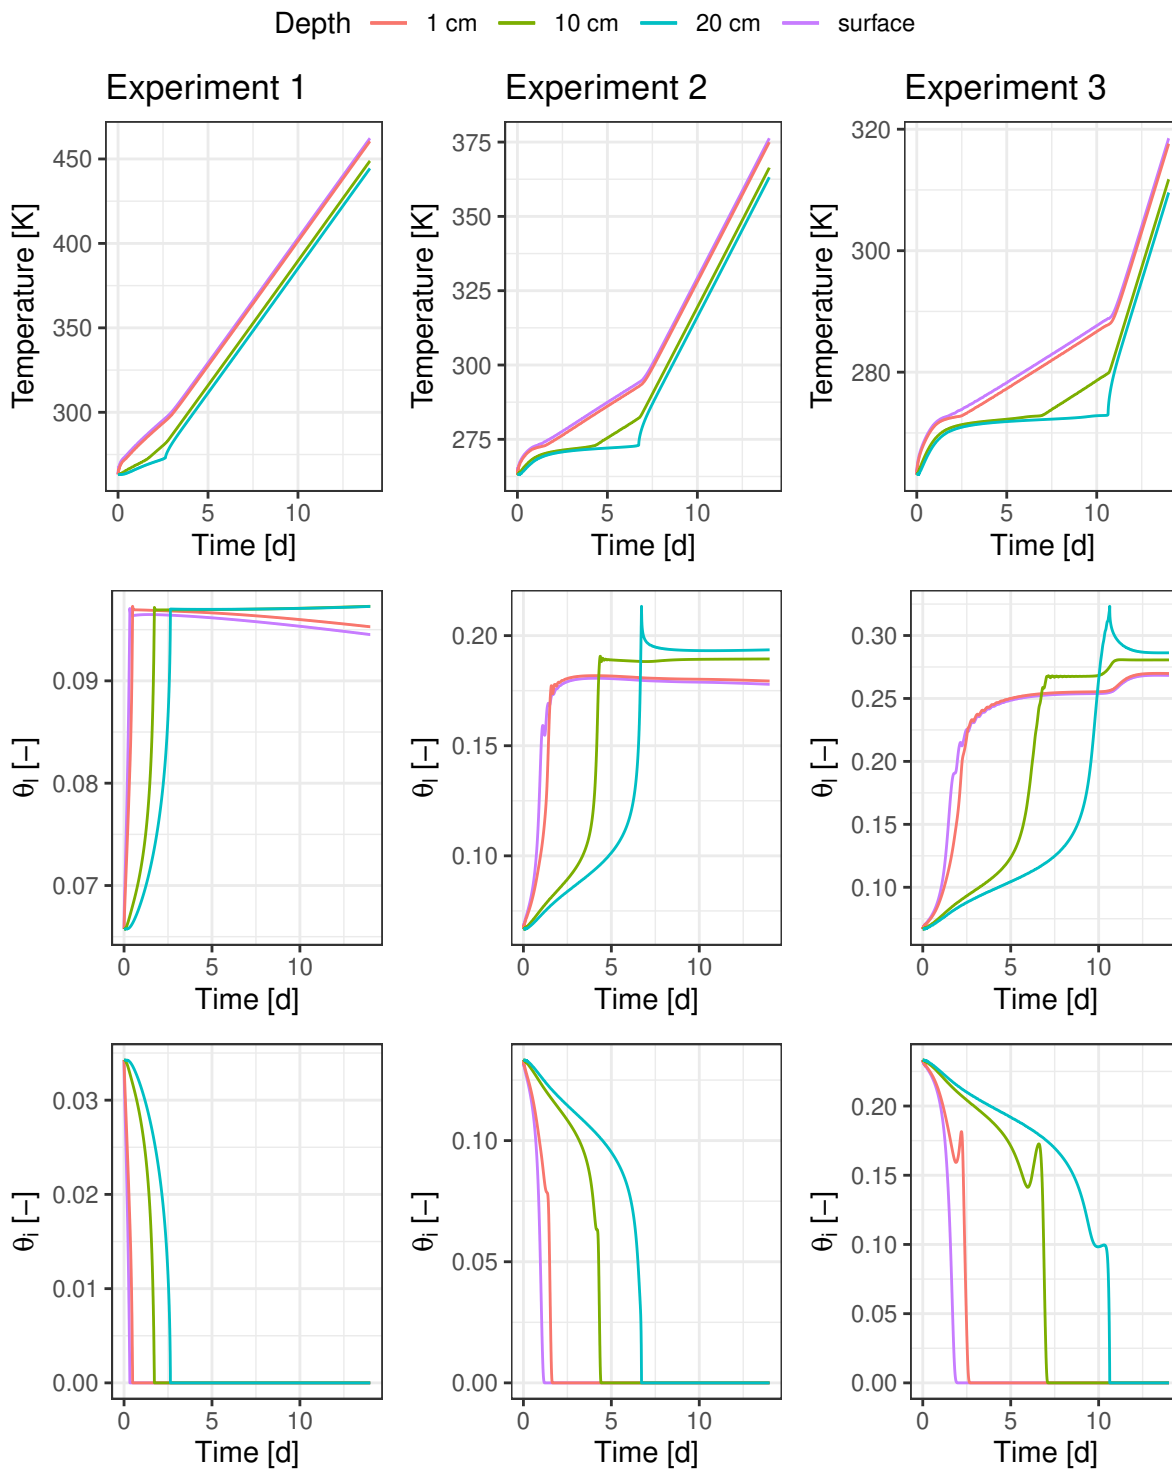 Depth 1 cm 10 cm 20 cm surface
Experiment 1 Experiment 2 Experiment 3
Temperature [K]
450
400
350
300
0 5 10
Time [d]
Temperature [K]
375
350
325
300
275
0 5 10
Time [d]
Temperature [K]
320
300
280
0 5 10
Time [d]
θl [−]
0.09
0.08
0.07
0 5 10
Time [d]
θl [−]
0.20
0.15
0.10
0 5 10
Time [d]
θl [−]
0.30
0.25
0.20
0.15
0.10
0 5 10
Time [d]
θi [−]
0.03
0.02
0.01
0.00
0 5 10
Time [d]
θi [−]
0.10
0.05
0.00
0 5 10
Time [d]
θi [−]
0.20
0.15
0.10
0.05
0.00
0 5 10
Time [d]